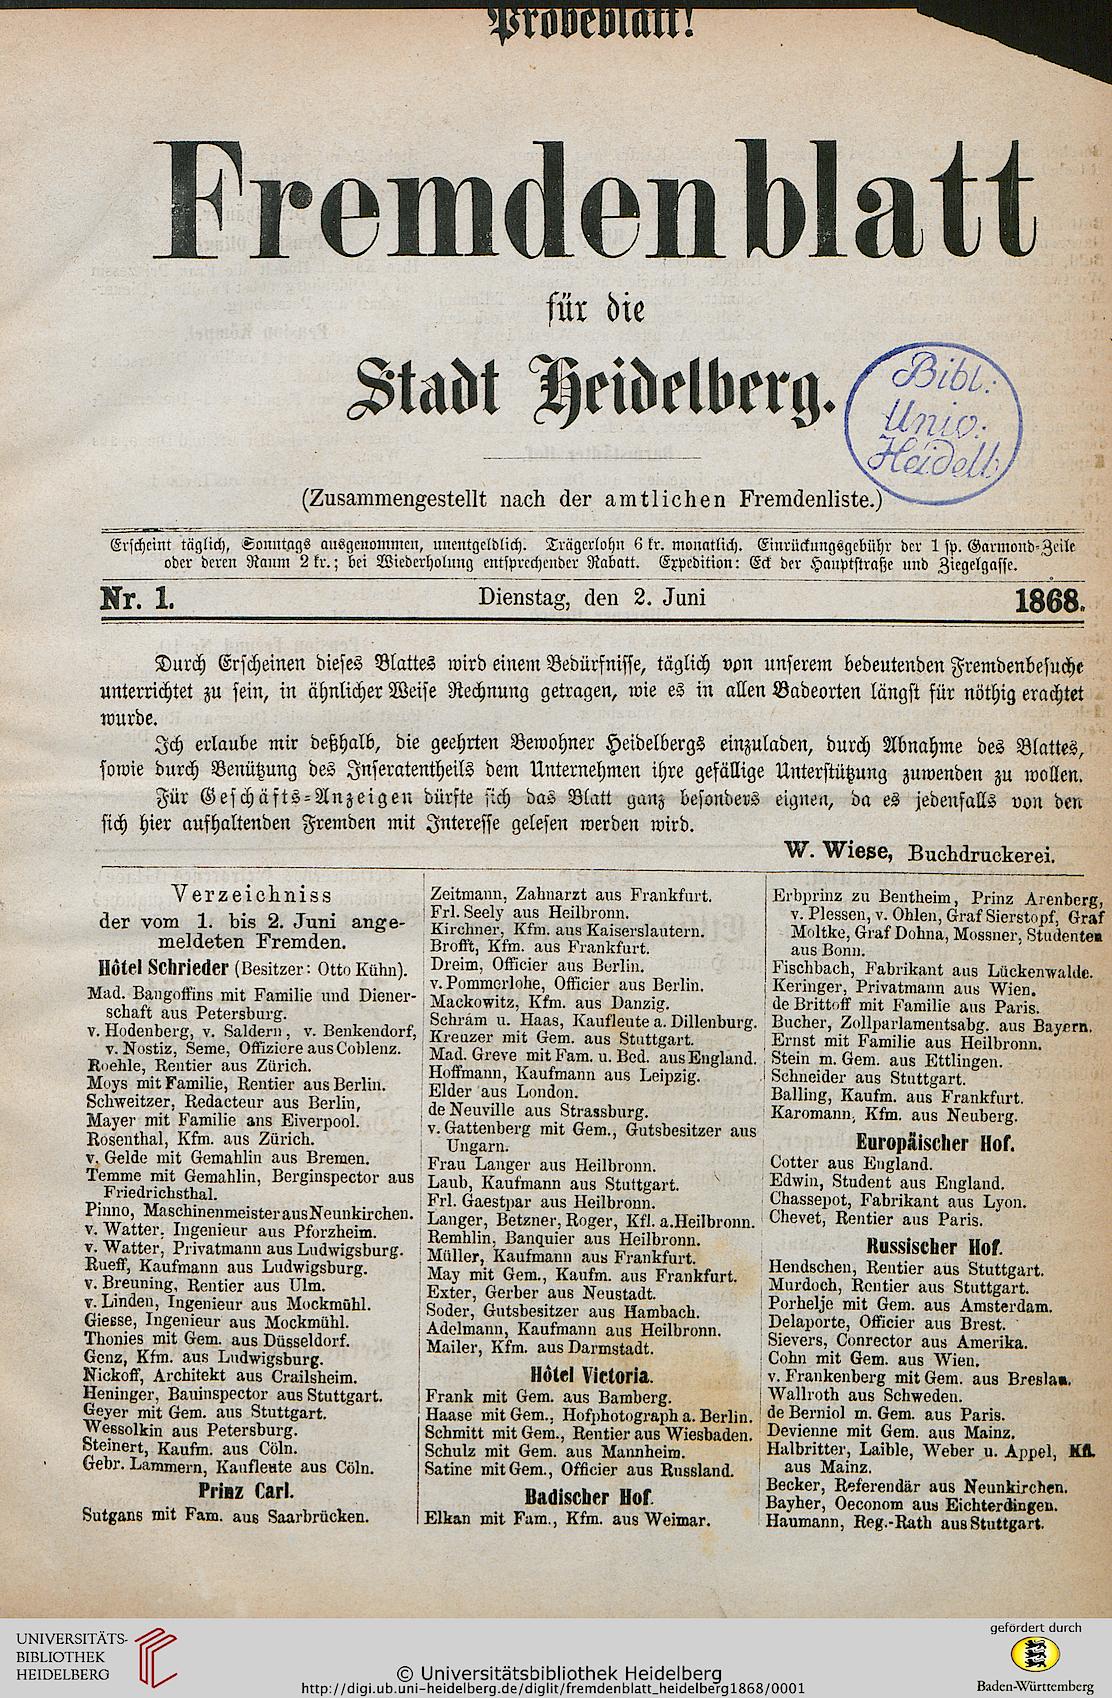 Probeblatt!
Fremdenblatt
für die
Stadt Heidelberg.
Bibl:
Univ:
Heidelb
(Zusammengestellt nach der amtlichen Fremdenliste.)
Erscheint täglich, Sonntags ausgenommen, unentgeldlich. Trägerlohn 6 kr. monatlich. Einrückungsgebühr der 1 sp. Garmond-Zeile
oder deren Raum 2 kr.; bei Wiederholung entsprechender Rabatt. Expedition: Eck der Hauptstraße und Ziegelgasse.
Nr. 1. Dienstag, den 2. Juni 1868.
Durch Erscheinen dieses Blattes wird einem Bedürfnisse, täglich von unserem bedeutenden Fremdenbesuche
unterrichtet zu sein, in ähnlicher Weise Rechnung getragen, wie es in allen Badeorten längst für nöthig erachtet
wurde.
Ich erlaube mir deßhalb, die geehrten Bewohner Heidelbergs einzuladen, durch Abnahme des Blattes,
sowie durch Benützung des Inseratentheils dem Unternehmen ihre gefällige Unterstützung zuwenden zu wollen.
Für Geschäfts-Anzeigen dürfte sich das Blatt ganz besonders eignen, da es jedenfalls von den
sich hier aufhaltenden Fremden mit Interesse gelesen werden wird.
W. Wiese, Buchdruckerei.
Verzeichniss
der vom 1. bis 2. Juni ange-
meldeten Fremden.
Hôtel Schrieder (Besitzer: Otto Kühn).
Mad. Bangoffins mit Familie und Diener-
schaft aus Petersburg.
v. Hodenberg, v. Saldern, v. Benkendorf,
v. Nostiz, Seme, Offiziere aus Coblenz.
Roehle, Rentier aus Zürich.
Moys mit Familie, Rentier aus Berlin.
Schweitzer, Redacteur aus Berlin,
Mayer mit Familie ans Eiverpool.
Rosenthal, Kfm. aus Zürich.
v. Gelde mit Gemahlin aus Bremen.
Temme mit Gemahlin, Berginspector aus
Friedrichsthal.
Pinno, Maschinenmeister aus Neunkirchen.
v. Watter, Ingenieur aus Pforzheim.
v. Watter, Privatmann aus Ludwigsburg.
Rueff, Kaufmann aus Ludwigsburg.
v. Breuning, Rentier aus Ulm.
v. Linden, Ingenieur aus Mockmühl.
Giesse, Ingenieur aus Mockmühl.
Thonies mit Gem. aus Düsseldorf.
Genz, Kfm. aus Ludwigsburg.
Nickoff, Architekt aus Crailsheim.
Heninger, Bauinspector aus Stuttgart.
Geyer mit Gem. aus Stuttgart.
Wessolkin aus Petersburg.
Steinert, Kaufm. aus Cöln.
Gebr. Lammern, Kaufleute aus Cöln.
Prinz Carl.
Sutgans mit Fam. aus Saarbrücken.
Zeitmann, Zahnarzt aus Frankfurt.
Frl. Seely aus Heilbronn.
Kirchner, Kfm. aus Kaiserslautern.
Brofft, Kfm. aus Frankfurt.
Dreim, Officier aus Berlin.
v. Pommerlohe, Officier aus Berlin.
Mackowitz, Kfm. aus Danzig.
Schräm u. Haas, Kaufleute a. Dillenburg.
Kreuzer mit Gem. aus Stuttgart.
Mad. Greve mit Fam. u. Bed. aus England.
Hoffmann, Kaufmann aus Leipzig.
Elder aus London.
de Neuville aus Strassburg.
v. Gattenberg mit Gem., Gutsbesitzer aus
Ungarn.
Frau Langer aus Heilbronn.
Laub, Kaufmann aus Stuttgart.
Frl. Gaestpar aus Heilbronn.
Langer, Betzner, Roger, Kfl. a. Heilbronn.
Remhlin, Banquier aus Heilbronn.
Müller, Kaufmann aus Frankfurt.
May mit Gem., Kaufm. aus Frankfurt.
Exter, Gerber aus Neustadt.
Soder, Gutsbesitzer aus Hambach.
Adelmann, Kaufmann aus Heilbronn.
Mailer, Kfm. aus Darmstadt.
Hôtel Victoria.
Frank mit Gem. aus Bamberg.
Haase mit Gem., Hofphotograph a. Berlin.
Schmitt mit Gem., Rentier aus Wiesbaden.
Schulz mit Gem. aus Mannheim.
Satine mit Gem., Officier aus Russland.
Badischer Hof.
Elkan mit Fam., Kfm. aus Weimar.
Erbprinz zu Bentheim, Prinz Arenberg,
v. Plessen, v. Ohlen, Graf Sierstopf, Graf
Moltke, Graf Dohna, Mossner, Studenten
aus Bonn.
Fischbach, Fabrikant aus Lückenwalde.
Keringer, Privatmann aus Wien.
de Brittoff mit Familie aus Paris.
Bucher, Zollparlamentsabg. aus Bayern.
Ernst mit Familie aus Heilbronn.
Stein m. Gem. aus Ettlingen.
Schneider aus Stuttgart.
Balling, Kaufm. aus Frankfurt.
Karomann, Kfm. aus Neuberg.
Europäischer Hof.
Cotter aus England.
Edwin, Student aus England.
Chassepot, Fabrikant aus Lyon.
Chevet, Rentier aus Paris.
Russischer Hof.
Hendschen, Rentier aus Stuttgart.
Murdoch, Rentier aus Stuttgart.
Porhelje mit Gem. aus Amsterdam.
Delaporte, Officier aus Brest.
Sievers, Conrector aus Amerika.
Cohn mit Gem. aus Wien.
v. Frankenberg mit Gem. aus Breslau.
Wallroth aus Schweden.
de Berniol m. Gem. aus Paris.
Devienne mit Gem. aus Mainz.
Halbritter, Laible, Weber u. Appel, Kfl.
aus Mainz.
Becker, Referendär aus Neunkirchen.
Bayher, Oeconom aus Eichterdingen.
Haumann, Reg.-Rath aus Stuttgart.
UNIVERSITÄTS-
BIBLIOTHEK
HEIDELBERG
© Universitätsbibliothek Heidelberg
http://digi.ub.uni-heidelberg.de/diglit/fremdenblatt_heidelberg1868/0001
gefördert durch
Baden-Württemberg